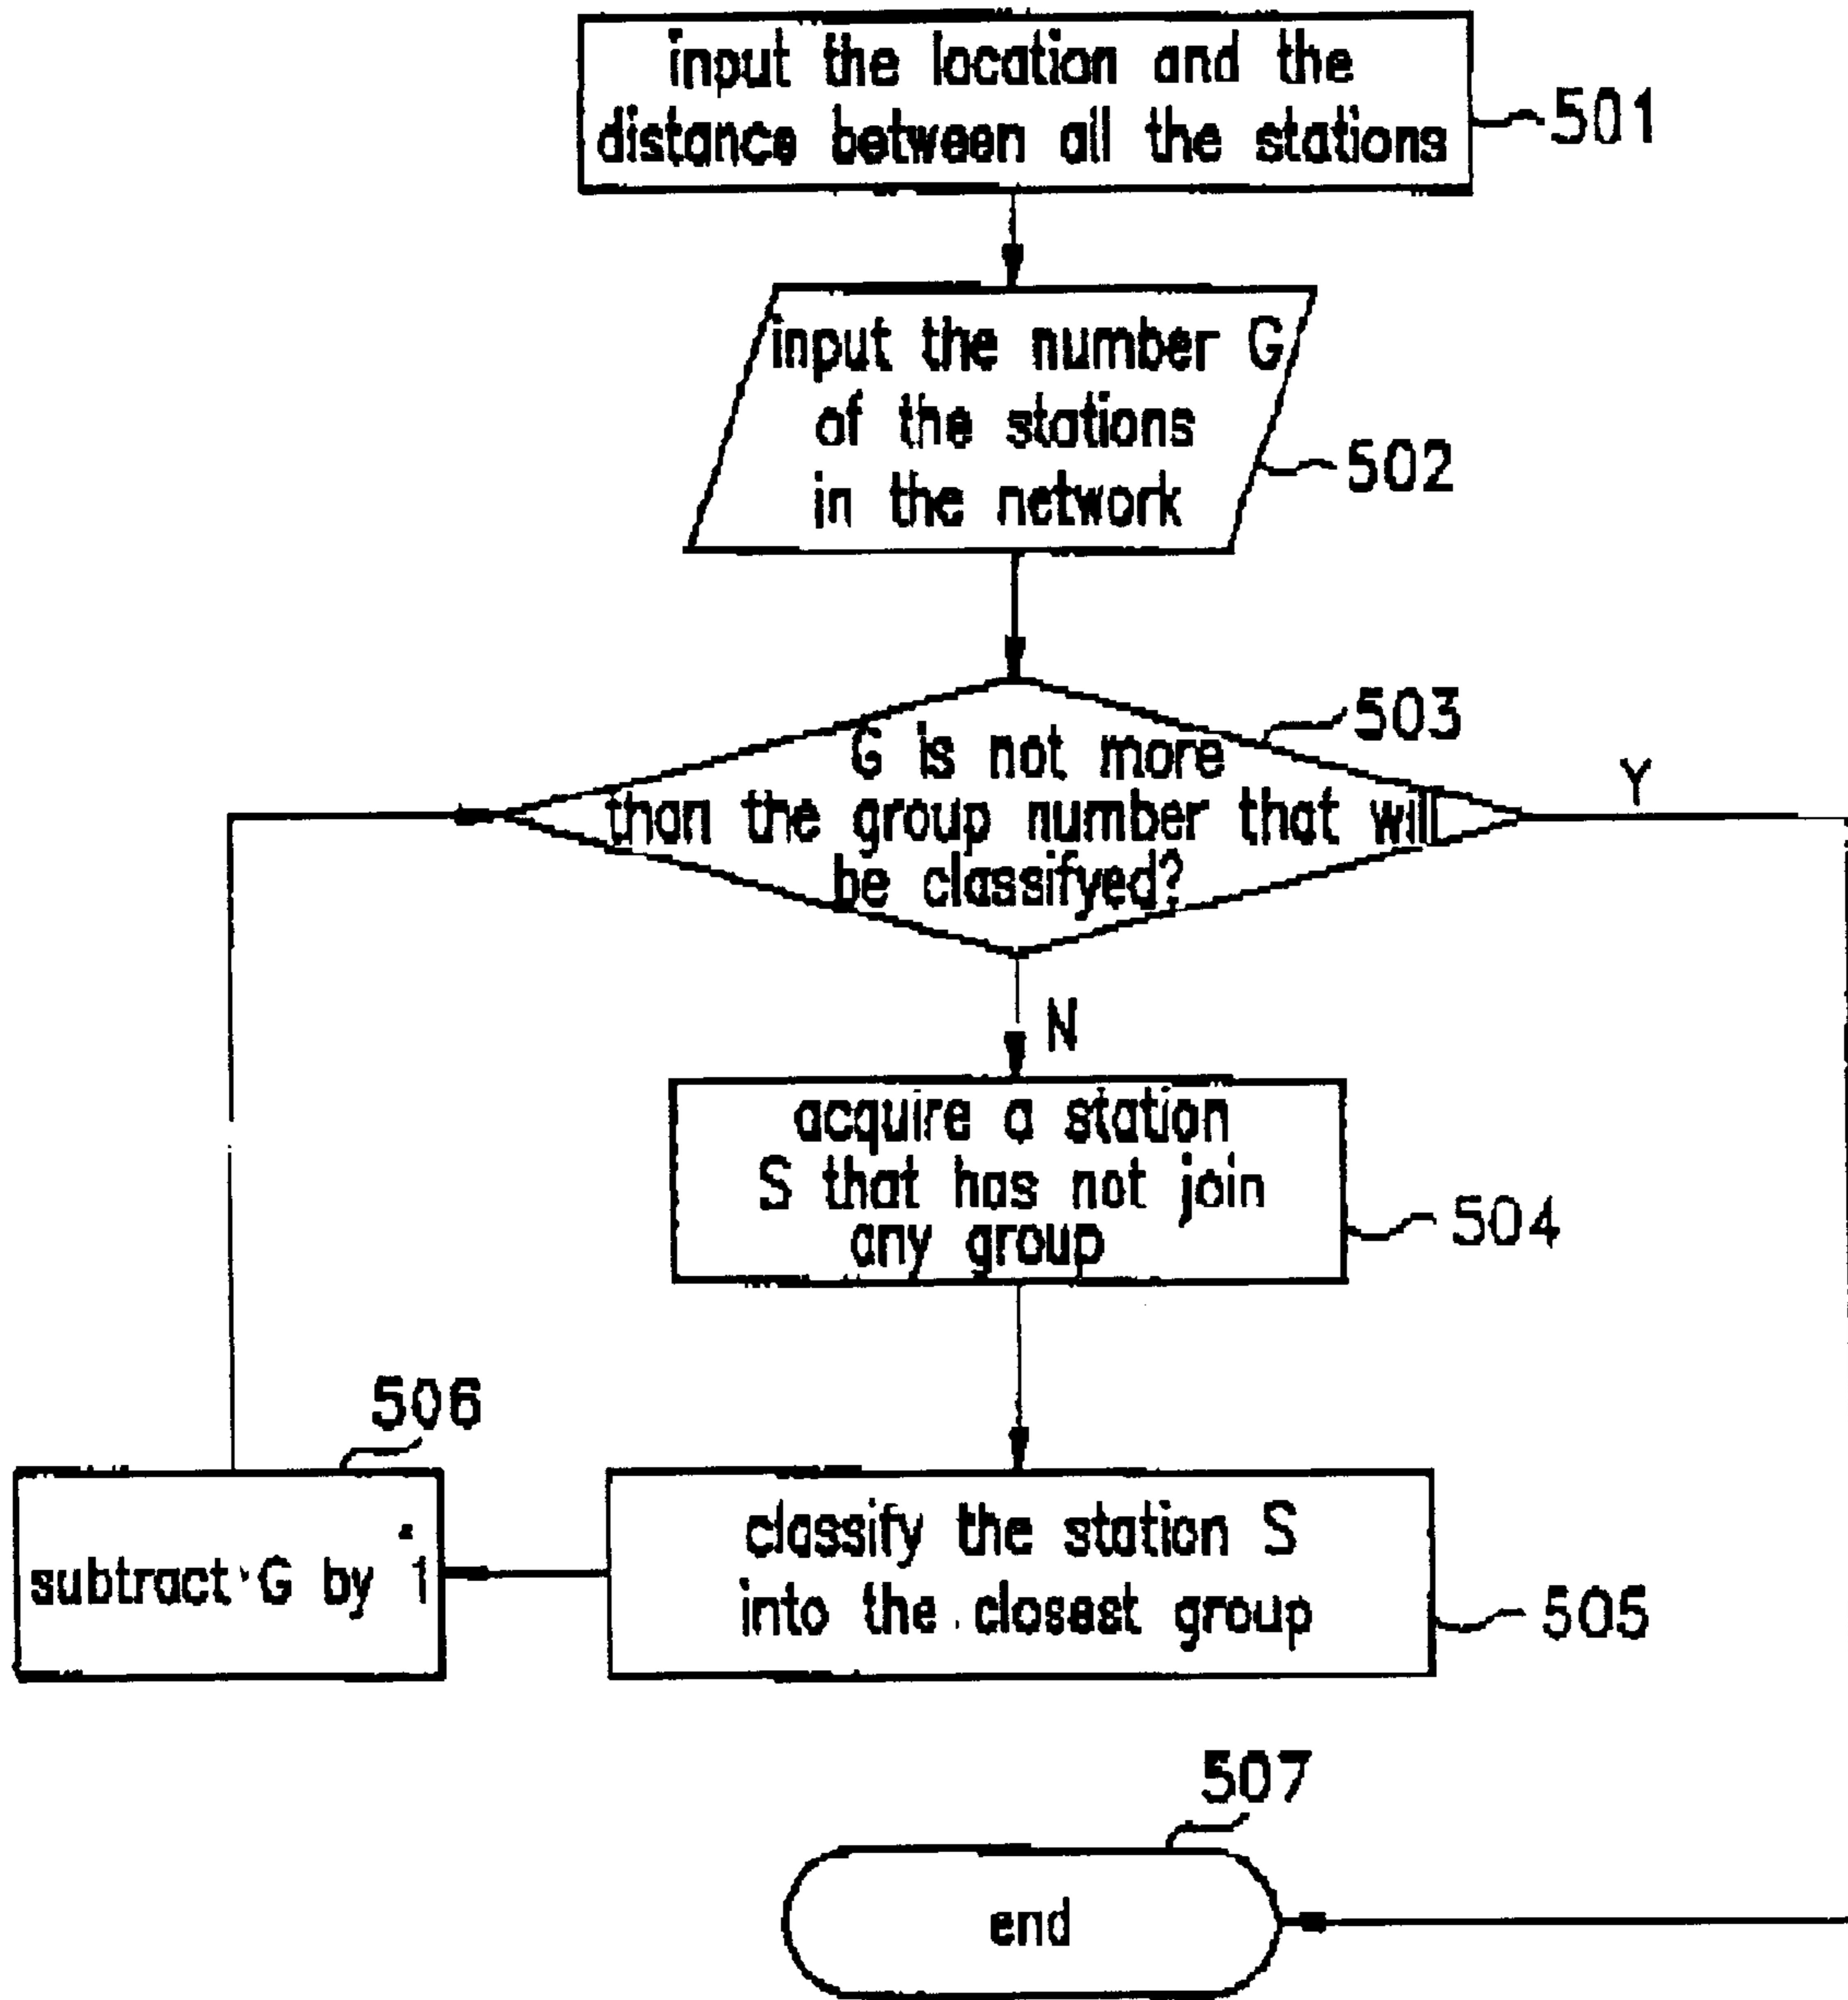 input the location and the
distance between all the stations
501
input the number G
of the stations
in the network
502
503
G is not more
than the group number that will
be classifyed?
Y
N
acquire a station
S that has not join
any group
504
506
subtract G by 1
classify the station S
into the closest group
505
507
end